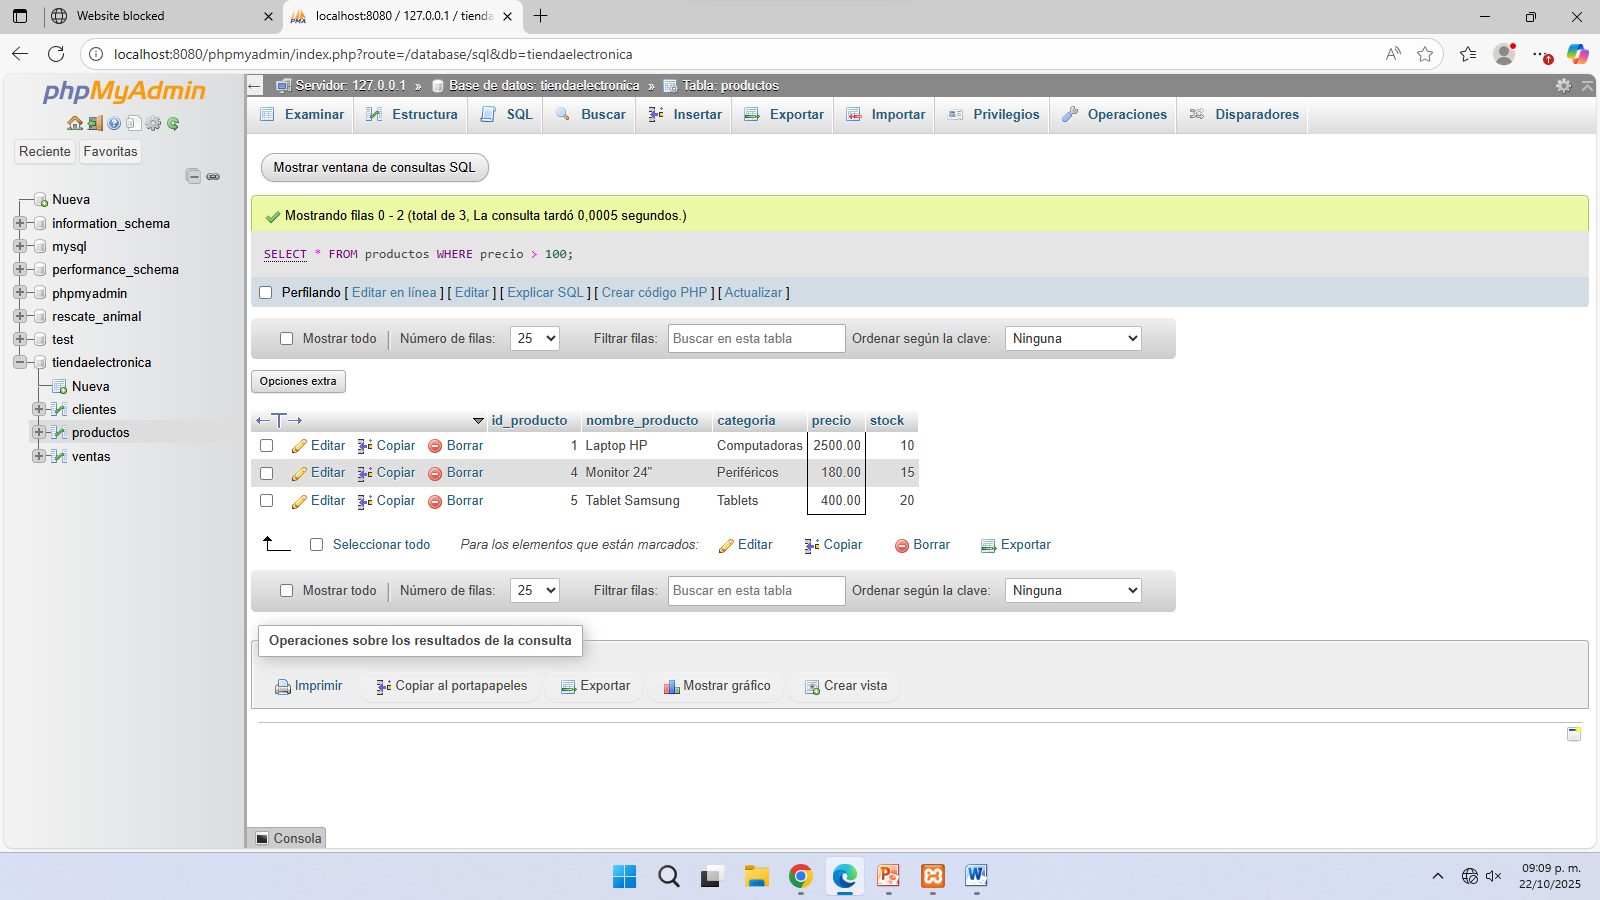 Website blocked
localhost:8080 / 127.0.0.1 / tienda
localhost:8080/phpmyadmin/index.php?route=/database/sql&db=tiendaelectronica
phpMyAdmin
Reciente
Favoritas
Nueva
information_schema
mysql
performance_schema
phpmyadmin
rescate_animal
test
tiendaelectronica
Nueva
clientes
productos
ventas
Servidor: 127.0.0.1 » Base de datos: tiendaelectronica » Tabla: productos
Examinar Estructura SQL Buscar Insertar Exportar Importar Privilegios Operaciones Disparadores
Mostrar ventana de consultas SQL
Mostrando filas 0 - 2 (total de 3, La consulta tardó 0,0005 segundos.)
SELECT * FROM productos WHERE precio > 100;
Perfilando [ Editar en línea ] [ Editar ] [ Explicar SQL ] [ Crear código PHP ] [ Actualizar ]
Mostrar todo Número de filas: 25 Filtrar filas: Buscar en esta tabla Ordenar según la clave: Ninguna
Opciones extra
id_producto nombre_producto categoria precio stock
Editar Copiar Borrar 1 Laptop HP Computadoras 2500.00 10
Editar Copiar Borrar 4 Monitor 24" Periféricos 180.00 15
Editar Copiar Borrar 5 Tablet Samsung Tablets 400.00 20
Seleccionar todo Para los elementos que están marcados: Editar Copiar Borrar Exportar
Mostrar todo Número de filas: 25 Filtrar filas: Buscar en esta tabla Ordenar según la clave: Ninguna
Operaciones sobre los resultados de la consulta
Imprimir Copiar al portapapeles Exportar Mostrar gráfico Crear vista
Consola
09:09 p. m.
22/10/2025